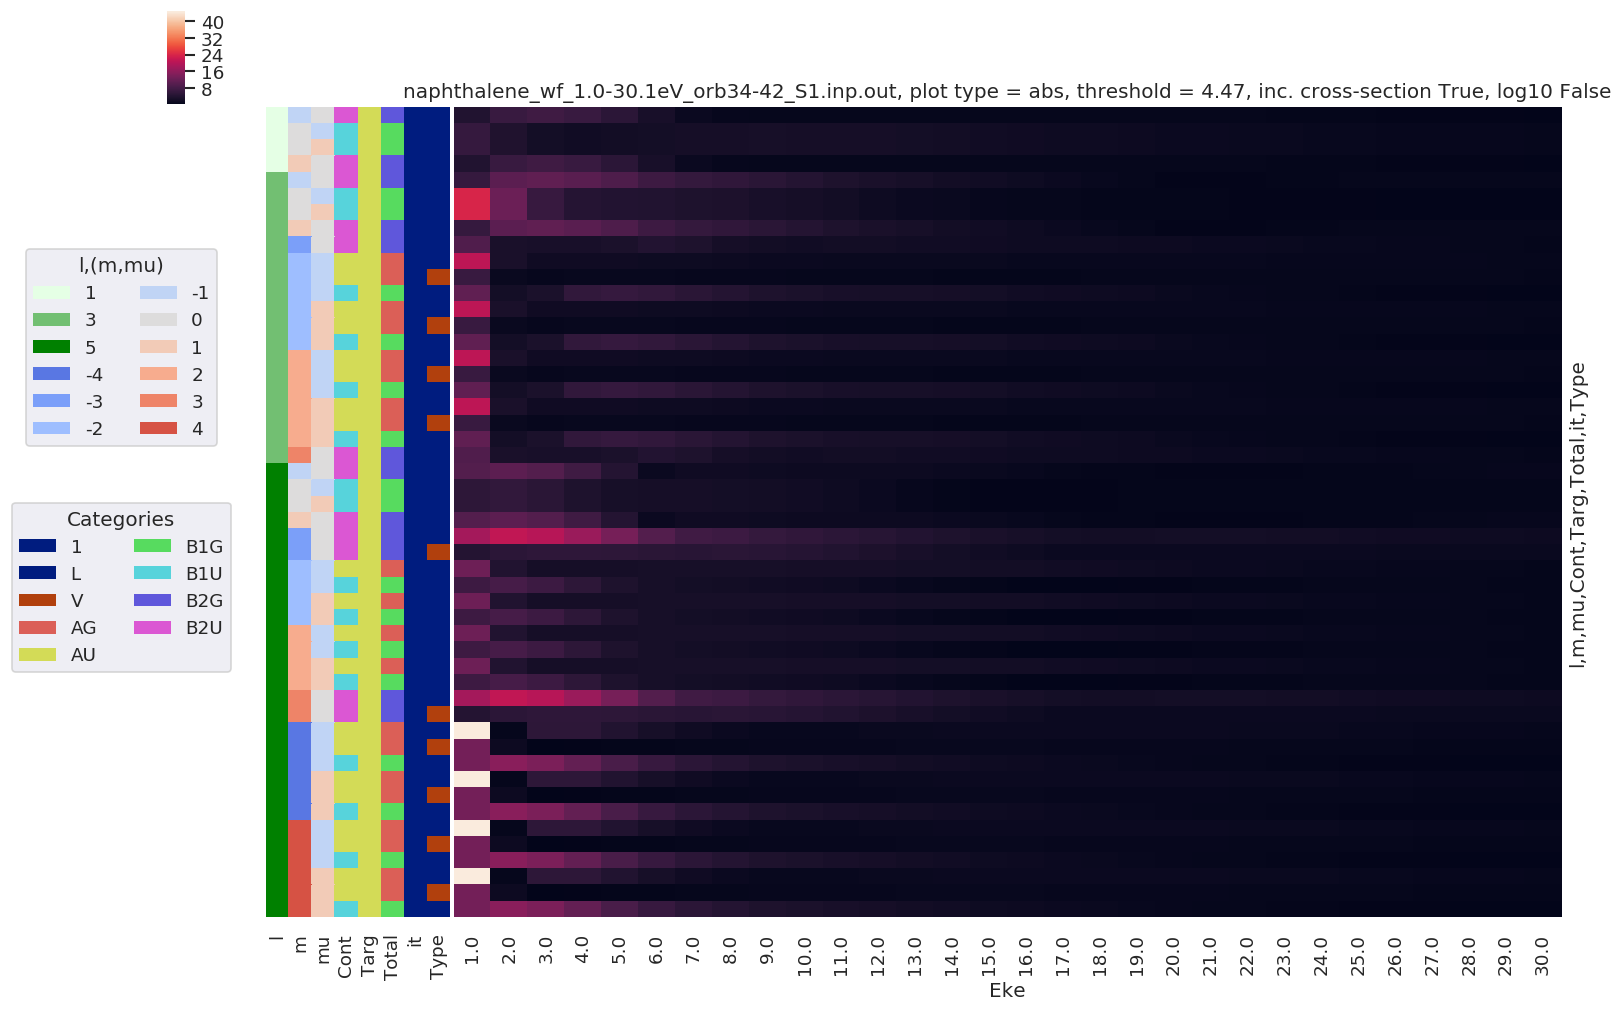 40
32
24
16
8
naphthalene_wf_1.0-30.1eV_orb34-42_S1.inp.out, plot type = abs, threshold = 4.47, inc. cross-section True, log10 False
l,(m,mu)
1 -1
3 0
5 1
-4 2
-3 3
-2 4
Categories
1 B1G
L B1U
V B2G
AG B2U
AU
l,m,mu,Cont,Targ,Total,it,Type
l m mu Cont Targ Total it Type
1.0 2.0 3.0 4.0 5.0 6.0 7.0 8.0 9.0 10.0 11.0 12.0 13.0 14.0 15.0 16.0 17.0 18.0 19.0 20.0 21.0 22.0 23.0 24.0 25.0 26.0 27.0 28.0 29.0 30.0
Eke